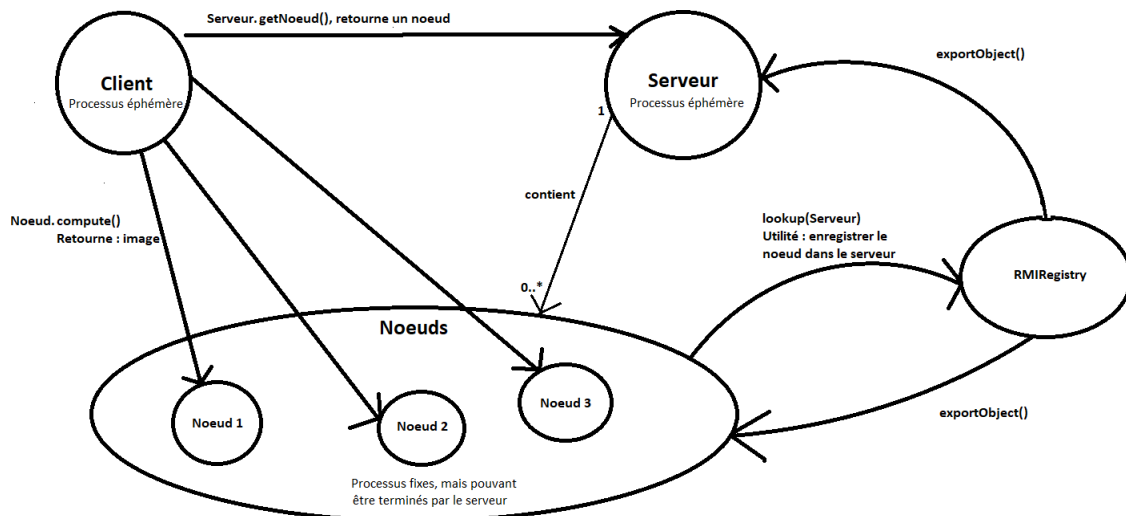 Serveur.getNoeud(), retourne un noeud
exportObject()
Client
Processus éphémère
Serveur
Processus éphémère
1
contient
Noeud.compute()
Retourne : image
lookup(Serveur)
Utilité : enregistrer le
noeud dans le serveur
RMIRegistry
0..*
Noeuds
Noeud 1
Noeud 2
Noeud 3
exportObject()
Processus fixes, mais pouvant
être terminés par le serveur